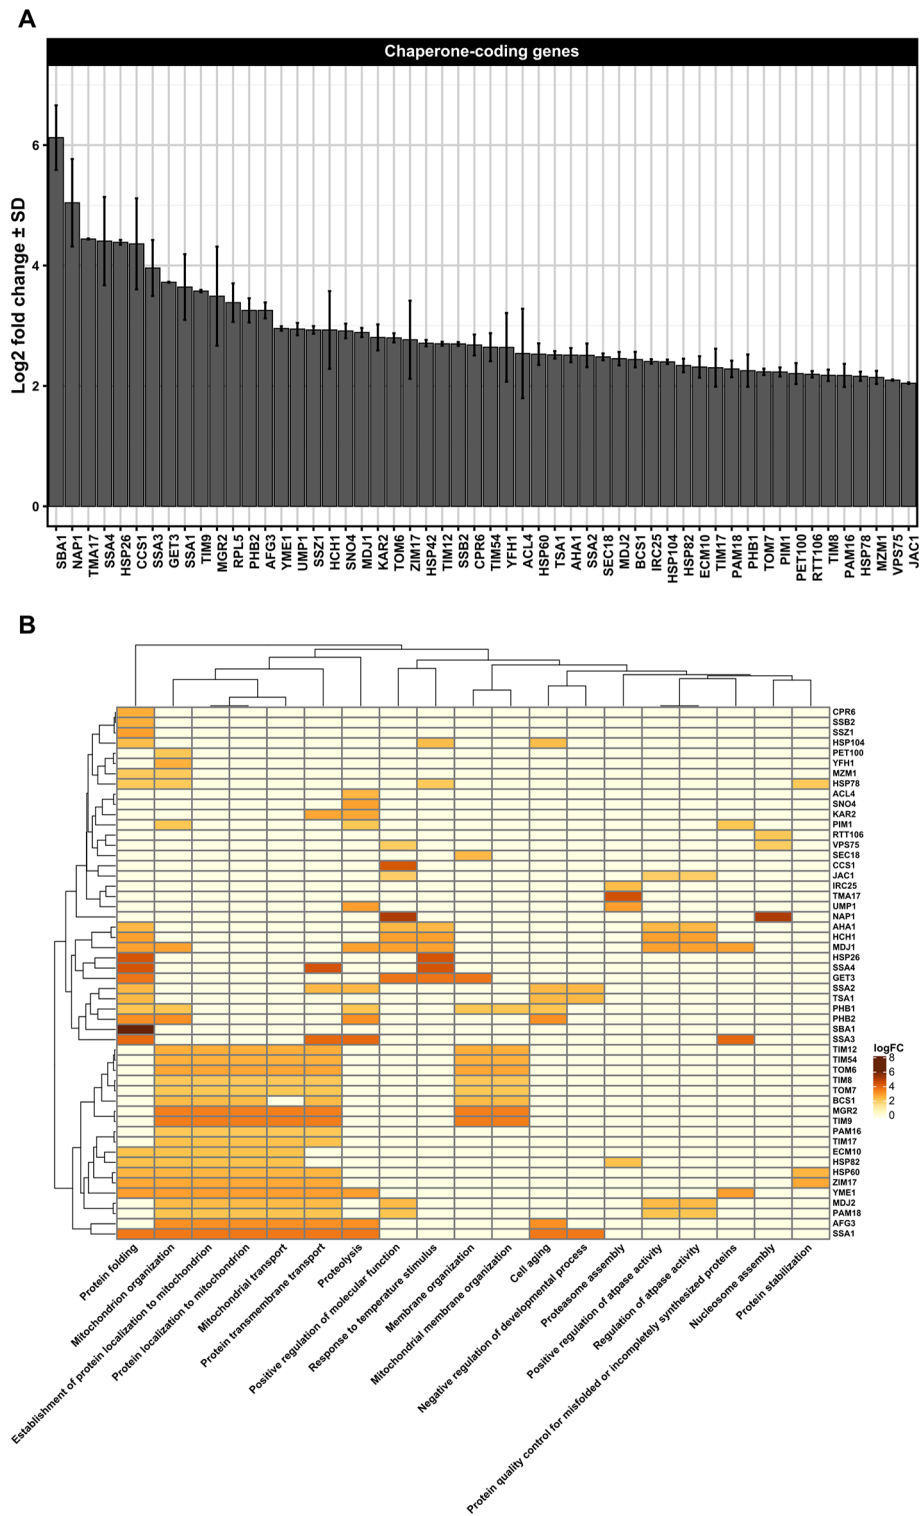 A
Chaperone-coding genes
Log2 fold change ± SD
6
4
2
0
SBA1
NAP1
TMA17
SSA4
HSP26
CCS1
SSA3
GET3
SSA1
TIM9
MGR2
RPL5
PHB2
AFG3
YME1
UMP1
SSZ1
HCH1
SNO4
MDJ1
KAR2
TOM6
ZIM17
HSP42
TIM12
SSB2
CPR6
TIM54
YFH1
ACL4
HSP60
TSA1
AHA1
SSA2
SEC18
MDJ2
BCS1
IRC25
HSP104
HSP82
ECM10
TIM17
PAM18
PHB1
TOM7
PIM1
PET100
RTT106
TIM8
PAM16
HSP78
MZM1
VPS75
JAC1
B
CPR6
SSB2
SSZ1
HSP104
PET100
YFH1
MZM1
HSP78
ACL4
SNO4
KAR2
PIM1
RTT106
VPS75
SEC18
CCS1
JAC1
IRC25
TMA17
UMP1
NAP1
AHA1
HCH1
MDJ1
HSP26
SSA4
GET3
SSA2
TSA1
PHB1
PHB2
SBA1
SSA3
TIM12
TIM54
TOM6
TIM8
TOM7
BCS1
MGR2
TIM9
PAM16
TIM17
ECM10
HSP82
HSP60
ZIM17
YME1
MDJ2
PAM18
AFG3
SSA1
logFC
8
6
4
2
0
Protein folding
Mitochondrion organization
Establishment of protein localization to mitochondrion
Protein localization to mitochondrion
Mitochondrial transport
Protein transmembrane transport
Proteolysis
Positive regulation of molecular function
Response to temperature stimulus
Membrane organization
Mitochondrial membrane organization
Cell aging
Negative regulation of developmental process
Proteasome assembly
Positive regulation of atpase activity
Regulation of atpase activity
Protein quality control for misfolded or incompletely synthesized proteins
Nucleosome assembly
Protein stabilization